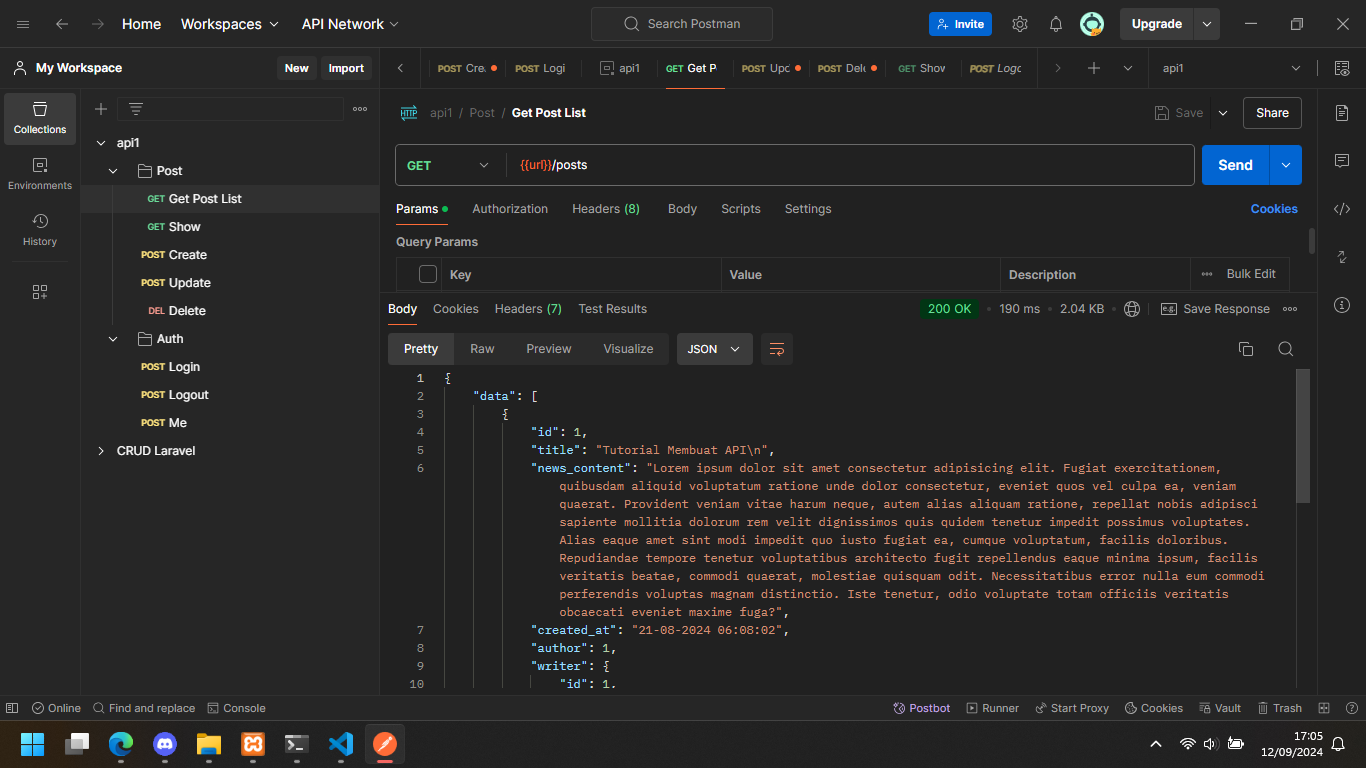 Home Workspaces API Network Search Postman Invite Upgrade
My Workspace New Import
POST Cre POST Logi api1 GET Get P POST Upd POST Dele GET Show POST Logo api1
Collections
Environments
History
api1
Post
GET Get Post List
GET Show
POST Create
POST Update
DEL Delete
Auth
POST Login
POST Logout
POST Me
CRUD Laravel
HTTP api1 / Post / Get Post List Save Share
GET {{url}}/posts Send
Params Authorization Headers (8) Body Scripts Settings Cookies
Query Params
Key Value Description Bulk Edit
Body Cookies Headers (7) Test Results 200 OK 190 ms 2.04 KB e.g. Save Response
Pretty Raw Preview Visualize JSON
1 {
2 "data": [
3 {
4 "id": 1,
5 "title": "Tutorial Membuat API\n",
6 "news_content": "Lorem ipsum dolor sit amet consectetur adipisicing elit. Fugiat exercitationem,
quibusdam aliquid voluptatum ratione unde dolor consectetur, eveniet quos vel culpa ea, veniam
quaerat. Provident veniam vitae harum neque, autem alias aliquam ratione, repellat nobis adipisci
sapiente mollitia dolorum rem velit dignissimos quis quidem tenetur impedit possimus voluptates.
Alias eaque amet sint modi impedit quo iusto fugiat ea, cumque voluptatum, facilis doloribus.
Repudiandae tempore tenetur voluptatibus architecto fugit repellendus eaque minima ipsum, facilis
veritatis beatae, commodi quaerat, molestiae quisquam odit. Necessitatibus error nulla eum commodi
perferendis voluptas magnam distinctio. Iste tenetur, odio voluptate totam officiis veritatis
obcaecati eveniet maxime fuga?",
7 "created_at": "21-08-2024 06:08:02",
8 "author": 1,
9 "writer": {
10 "id": 1,
Online Find and replace Console Postbot Runner Start Proxy Cookies Vault Trash
17:05
12/09/2024